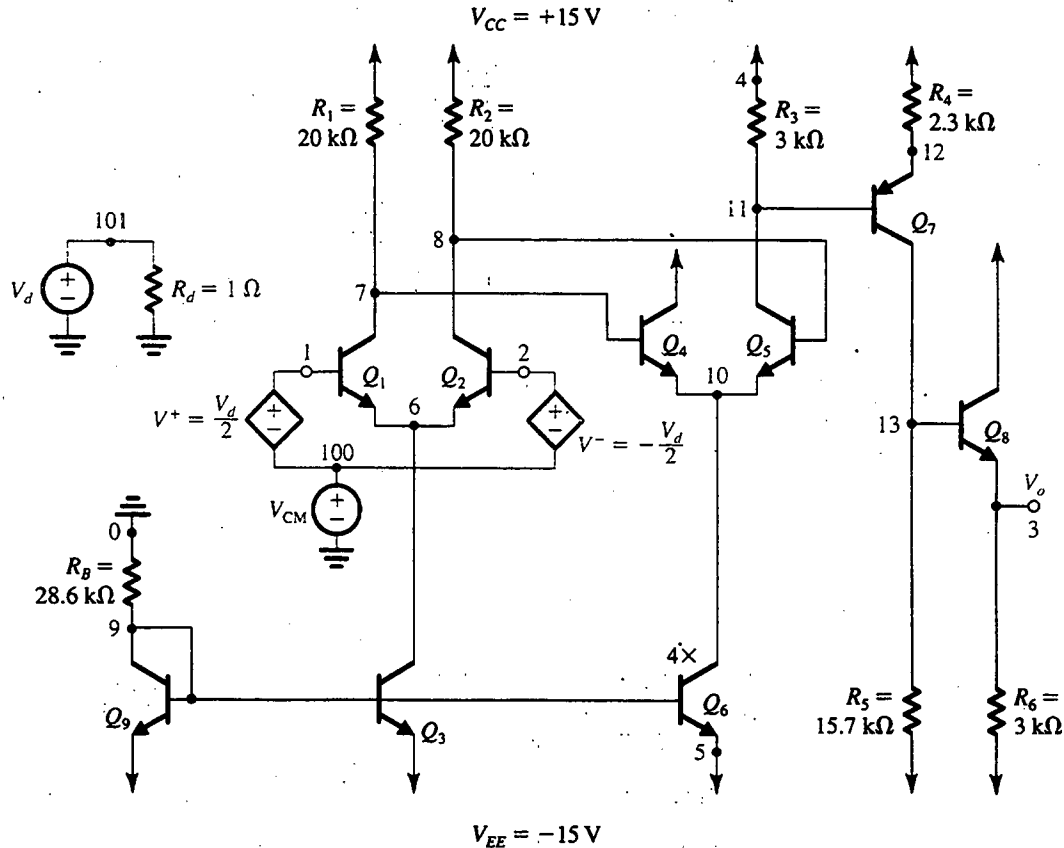 V_CC = +15 V
R_1 =
20 kΩ
R_2 =
20 kΩ
4
R_3 =
3 kΩ
R_4 =
2.3 kΩ
12
101
V_d
+
−
R_d = 1 Ω
11
Q_7
8
7
Q_4
Q_5
1
2
Q_1
Q_2
10
V^+ = V_d/2
+
−
6
+
−
V^− = −V_d/2
13
Q_8
100
V_CM
+
−
V_o
3
0
R_B =
28.6 kΩ
9
4×
Q_9
Q_3
Q_6
5
R_5 =
15.7 kΩ
R_6 =
3 kΩ
V_EE = −15 V